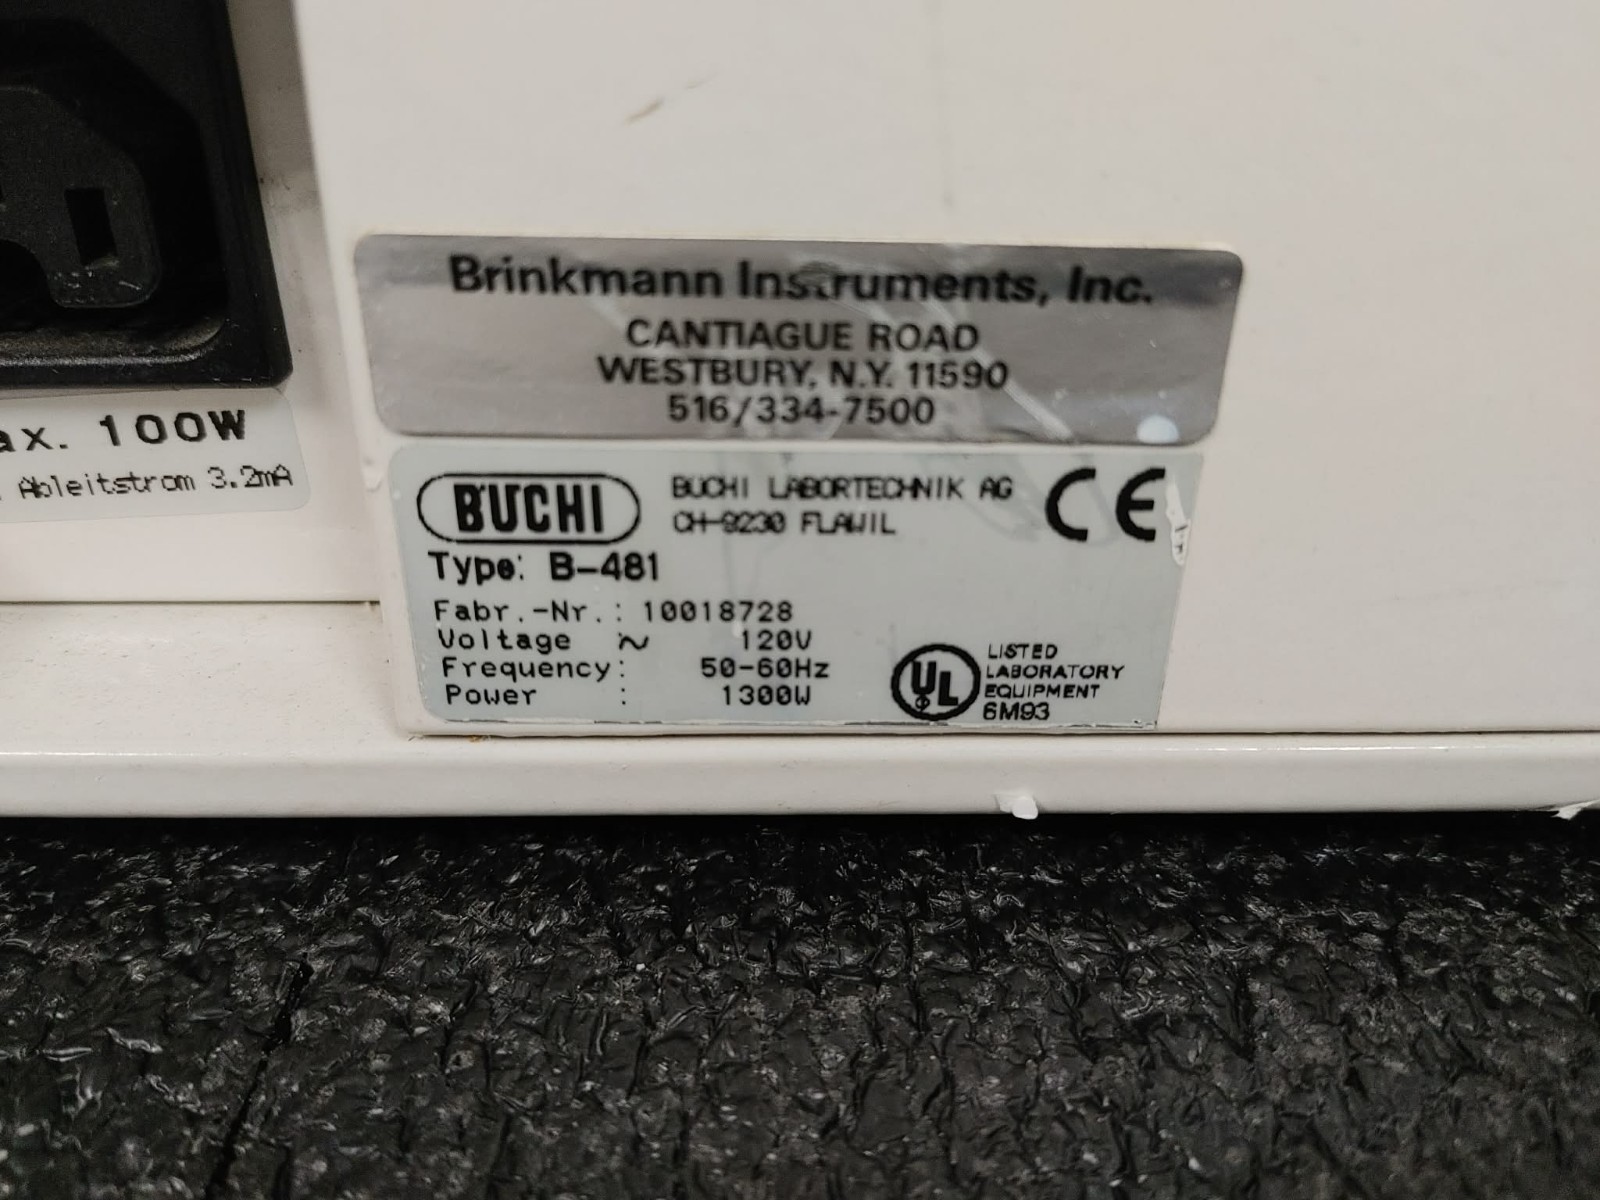 Brinkmann Instruments, Inc.
CANTIAGUE ROAD
WESTBURY, N.Y. 11590
516/334-7500
ax. 100W
Ableitstrom 3.2mA
BÜCHI
BÜCHI LABORTECHNIK AG
CH-9230 FLAWIL
CE
Type: B-481
Fabr.-Nr.: 10018728
Voltage ~ 120V
Frequency: 50-60Hz
Power : 1300W
UL
LISTED
LABORATORY
EQUIPMENT
6M93